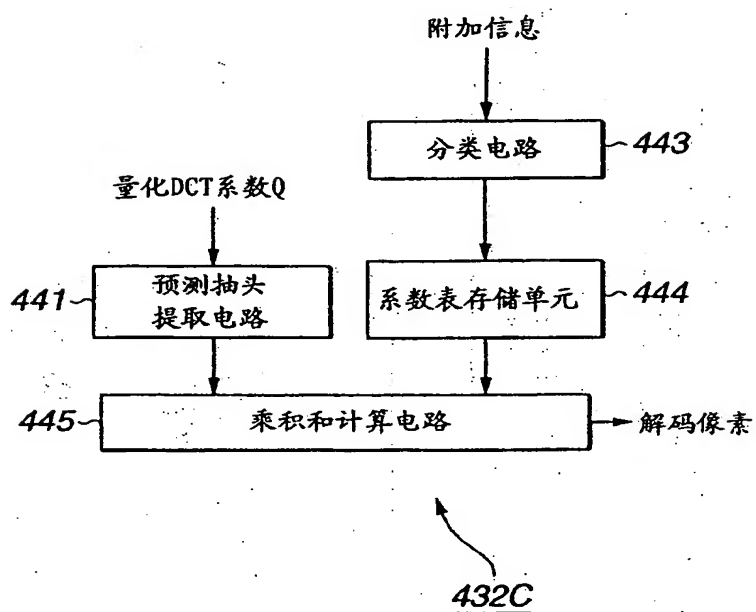 附加信息
分类电路
443
量化DCT系数Q
441
预测抽头
提取电路
系数表存储单元
444
445
乘积和计算电路
解码像素
432C